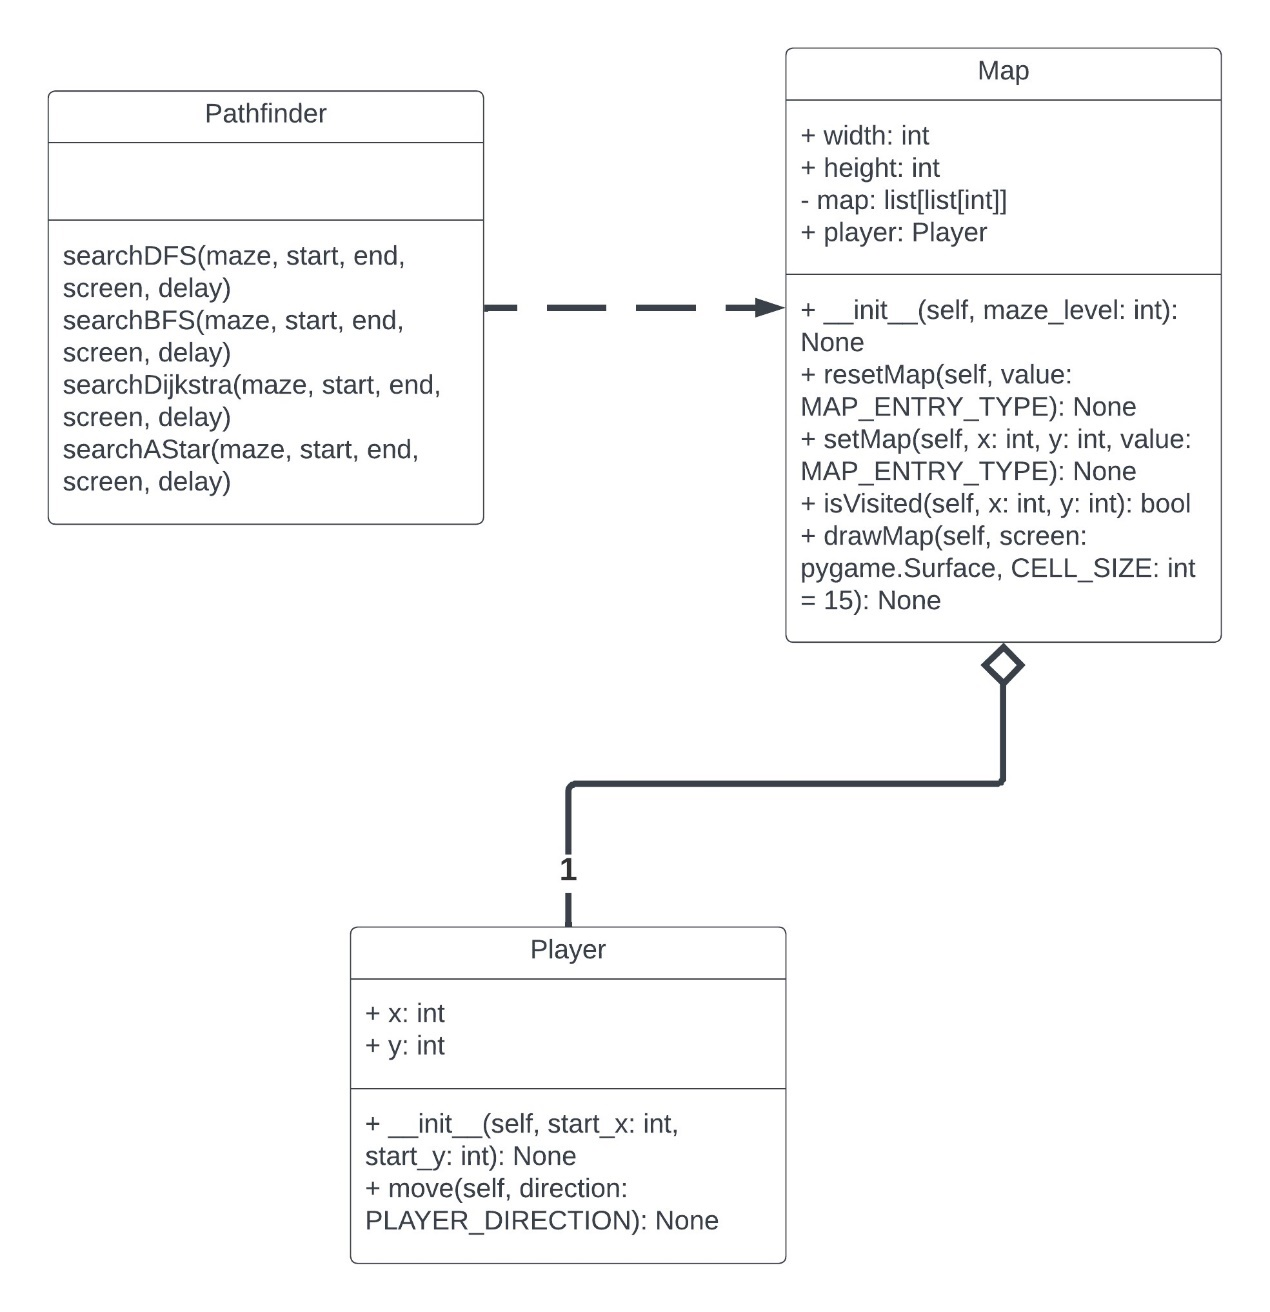 Pathfinder
searchDFS(maze, start, end,
screen, delay)
searchBFS(maze, start, end,
screen, delay)
searchDijkstra(maze, start, end,
screen, delay)
searchAStar(maze, start, end,
screen, delay)
Map
+ width: int
+ height: int
- map: list[list[int]]
+ player: Player
+ __init__(self, maze_level: int):
None
+ resetMap(self, value:
MAP_ENTRY_TYPE): None
+ setMap(self, x: int, y: int, value:
MAP_ENTRY_TYPE): None
+ isVisited(self, x: int, y: int): bool
+ drawMap(self, screen:
pygame.Surface, CELL_SIZE: int
= 15): None
1
Player
+ x: int
+ y: int
+ __init__(self, start_x: int,
start_y: int): None
+ move(self, direction:
PLAYER_DIRECTION): None